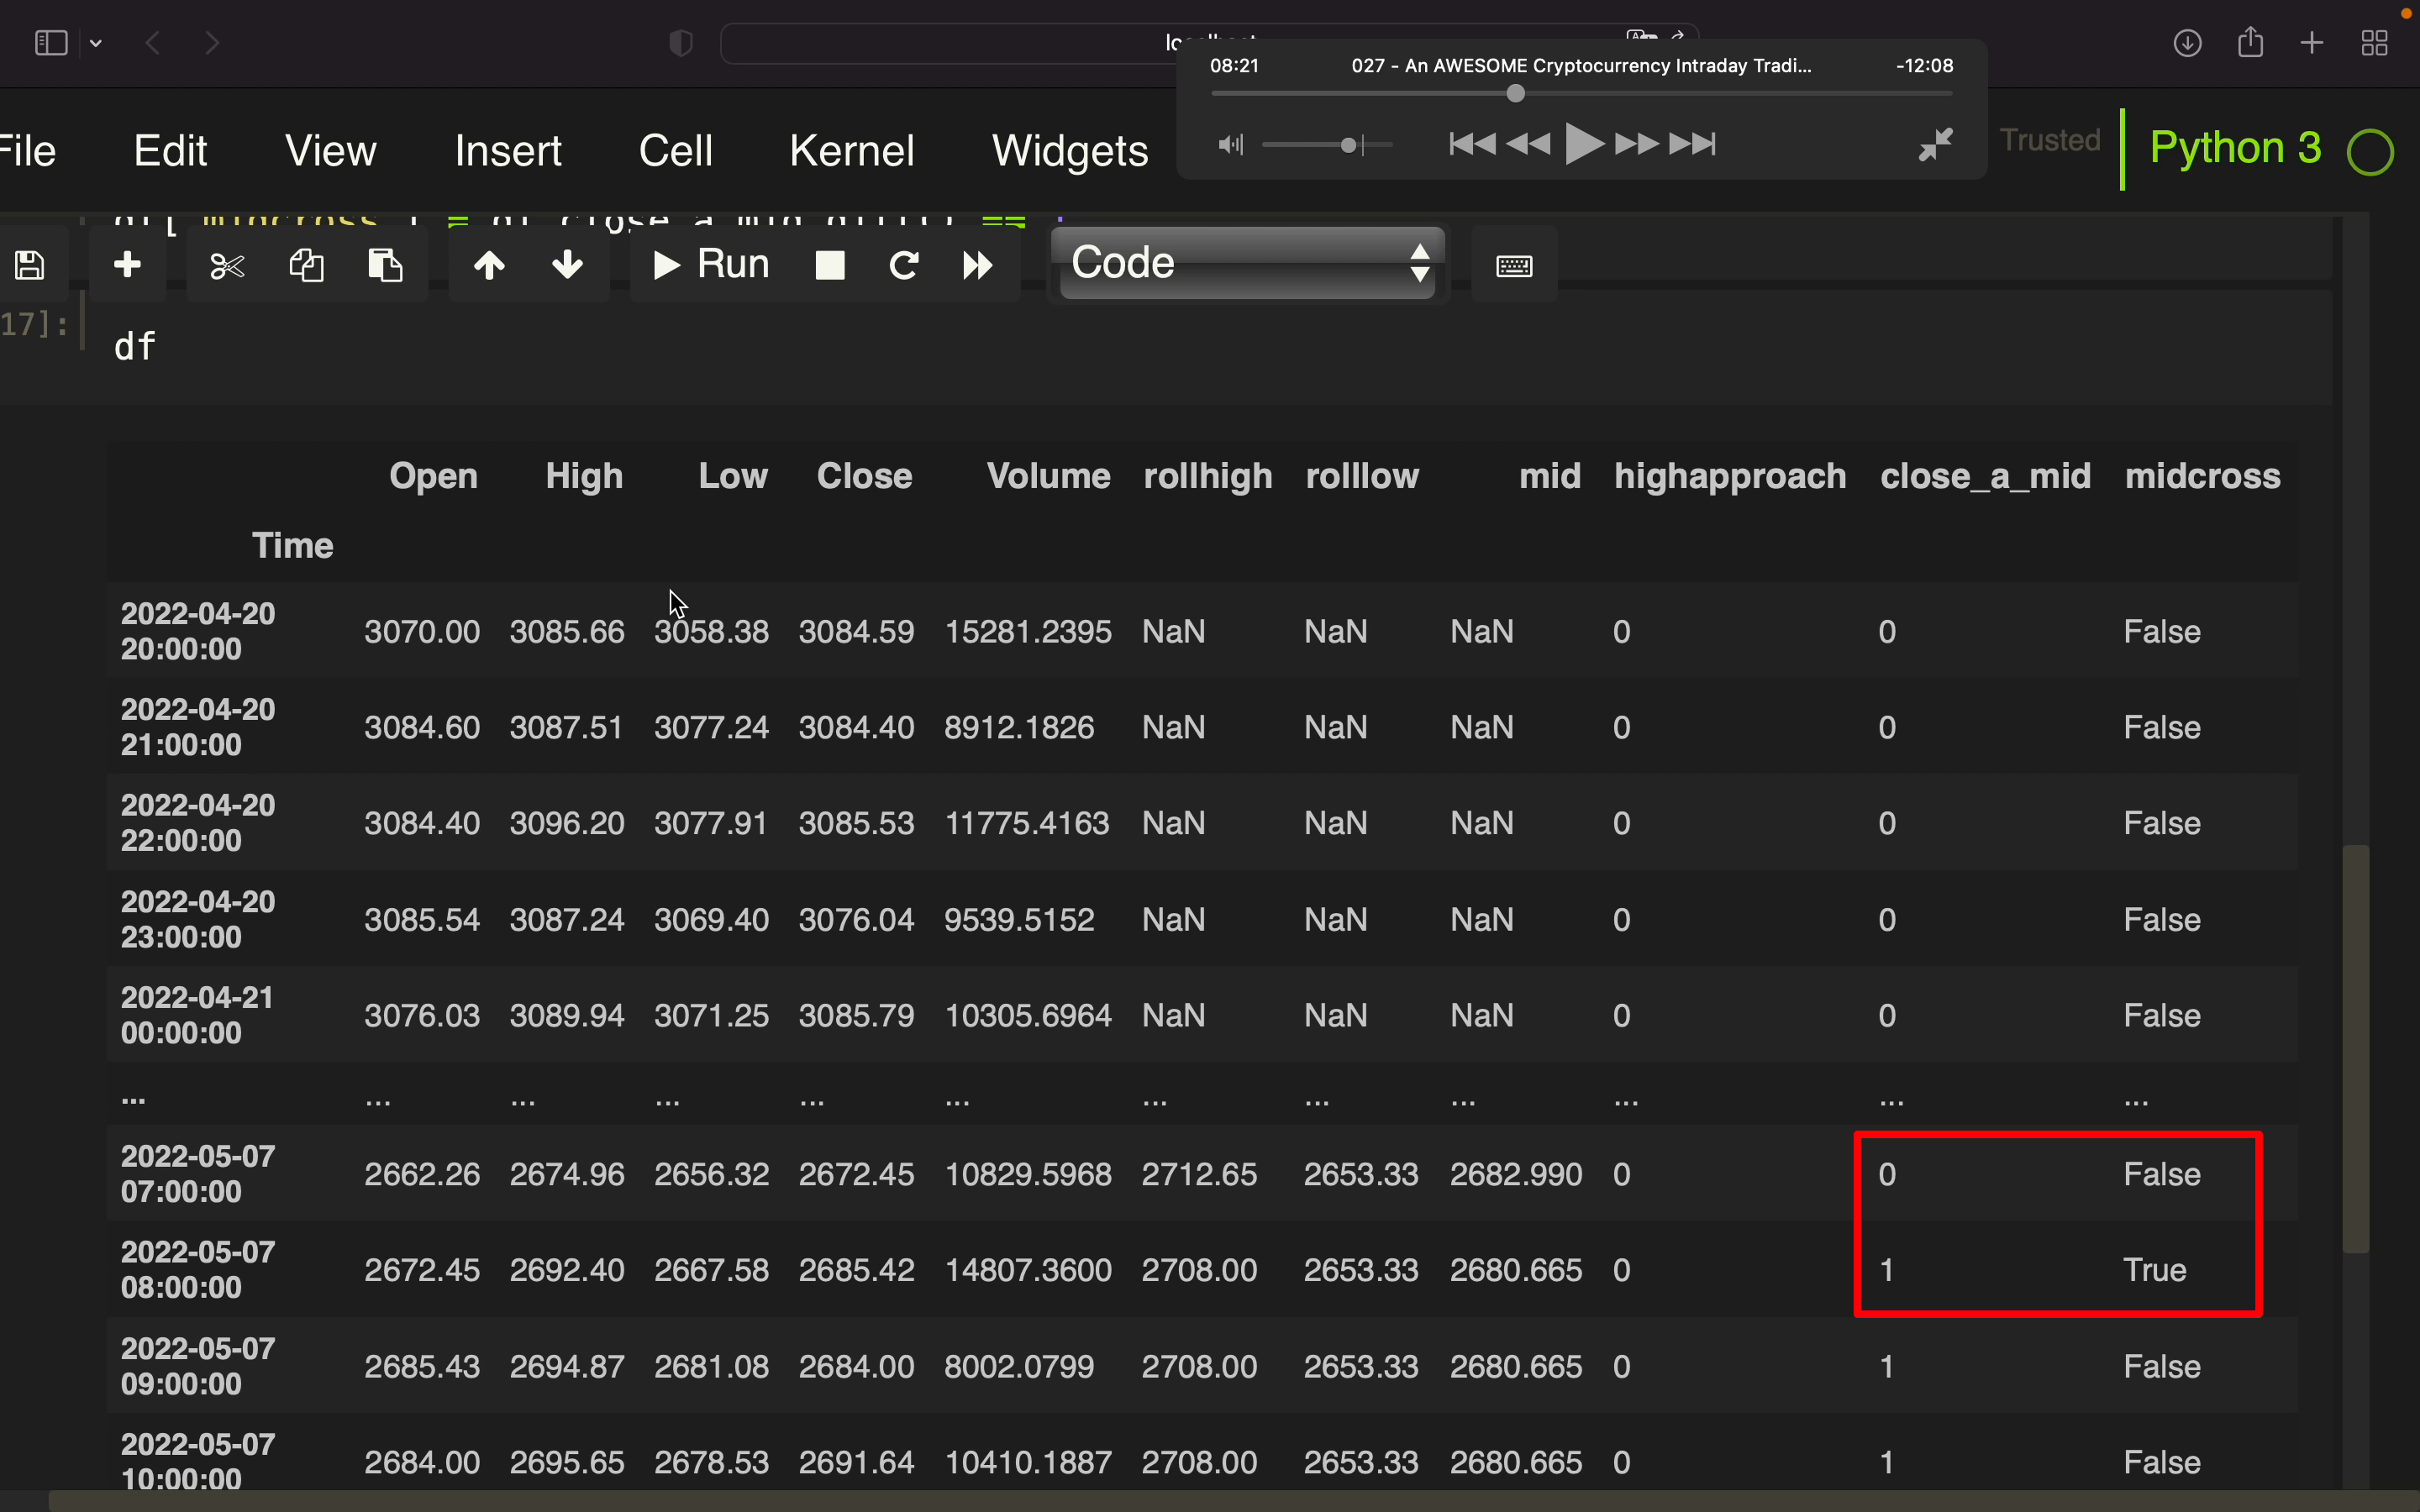 08:21 027 - An AWESOME Cryptocurrency Intraday Tradi... -12:08
File Edit View Insert Cell Kernel Widgets Trusted Python 3
Run Code
17]: df
Open High Low Close Volume rollhigh rolllow mid highapproach close_a_mid midcross
Time
2022-04-20
20:00:00 3070.00 3085.66 3058.38 3084.59 15281.2395 NaN NaN NaN 0 0 False
2022-04-20
21:00:00 3084.60 3087.51 3077.24 3084.40 8912.1826 NaN NaN NaN 0 0 False
2022-04-20
22:00:00 3084.40 3096.20 3077.91 3085.53 11775.4163 NaN NaN NaN 0 0 False
2022-04-20
23:00:00 3085.54 3087.24 3069.40 3076.04 9539.5152 NaN NaN NaN 0 0 False
2022-04-21
00:00:00 3076.03 3089.94 3071.25 3085.79 10305.6964 NaN NaN NaN 0 0 False
... ... ... ... ... ... ... ... ... ... ... ...
2022-05-07
07:00:00 2662.26 2674.96 2656.32 2672.45 10829.5968 2712.65 2653.33 2682.990 0 0 False
2022-05-07
08:00:00 2672.45 2692.40 2667.58 2685.42 14807.3600 2708.00 2653.33 2680.665 0 1 True
2022-05-07
09:00:00 2685.43 2694.87 2681.08 2684.00 8002.0799 2708.00 2653.33 2680.665 0 1 False
2022-05-07
10:00:00 2684.00 2695.65 2678.53 2691.64 10410.1887 2708.00 2653.33 2680.665 0 1 False